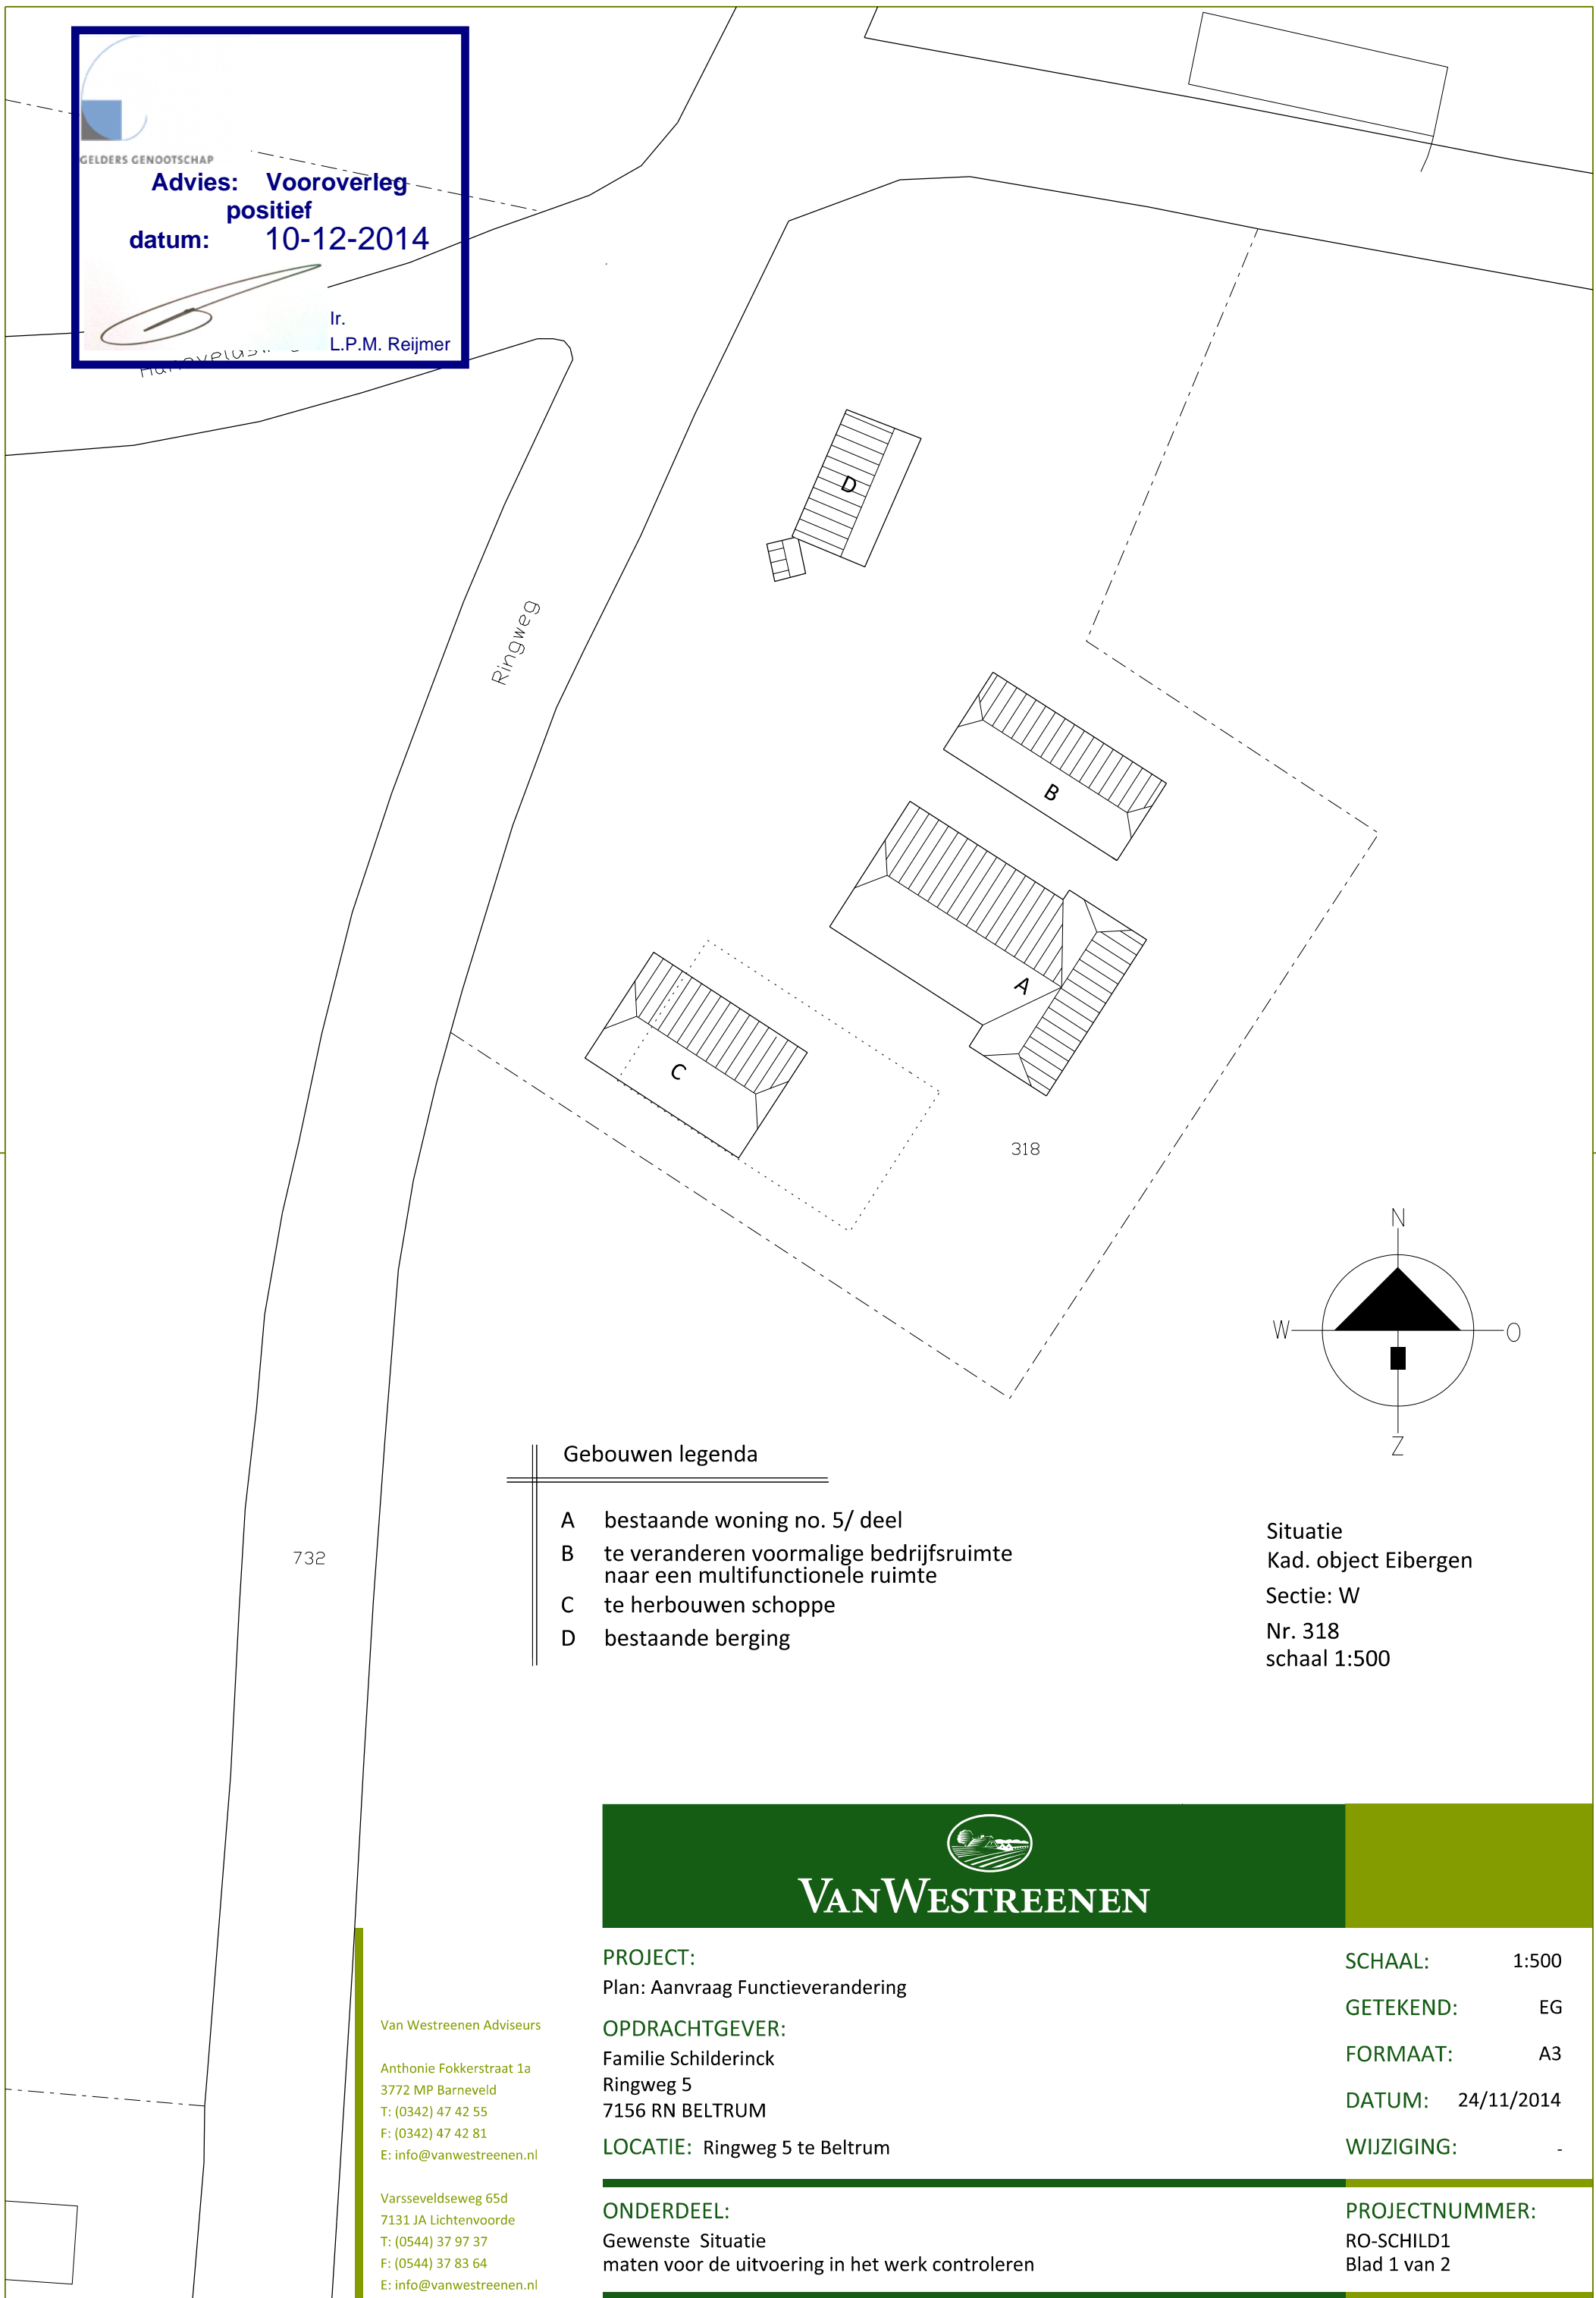 GELDERS GENOOTSCHAP
Advies: Vooroverleg
positief
datum: 10-12-2014
Ir.
L.P.M. Reijmer
Ringweg
D
B
A
C
318
N
W
O
Z
732
Gebouwen legenda
A bestaande woning no. 5/ deel
B te veranderen voormalige bedrijfsruimte
naar een multifunctionele ruimte
C te herbouwen schoppe
D bestaande berging
Situatie
Kad. object Eibergen
Sectie: W
Nr. 318
schaal 1:500
VANWESTREENEN
Van Westreenen Adviseurs
Anthonie Fokkerstraat 1a
3772 MP Barneveld
T: (0342) 47 42 55
F: (0342) 47 42 81
E: info@vanwestreenen.nl
Varsseveldseweg 65d
7131 JA Lichtenvoorde
T: (0544) 37 97 37
F: (0544) 37 83 64
E: info@vanwestreenen.nl
PROJECT:
Plan: Aanvraag Functieverandering
OPDRACHTGEVER:
Familie Schilderinck
Ringweg 5
7156 RN BELTRUM
LOCATIE: Ringweg 5 te Beltrum
ONDERDEEL:
Gewenste Situatie
maten voor de uitvoering in het werk controleren
SCHAAL: 1:500
GETEKEND: EG
FORMAAT: A3
DATUM: 24/11/2014
WIJZIGING: -
PROJECTNUMMER:
RO-SCHILD1
Blad 1 van 2